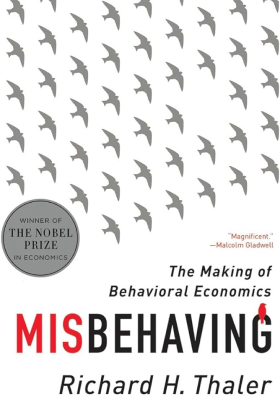 WINNER OF
THE NOBEL
PRIZE
IN ECONOMICS
"Magnificent."
—Malcolm Gladwell
The Making of
Behavioral Economics
MISBEHAVING
Richard H. Thaler